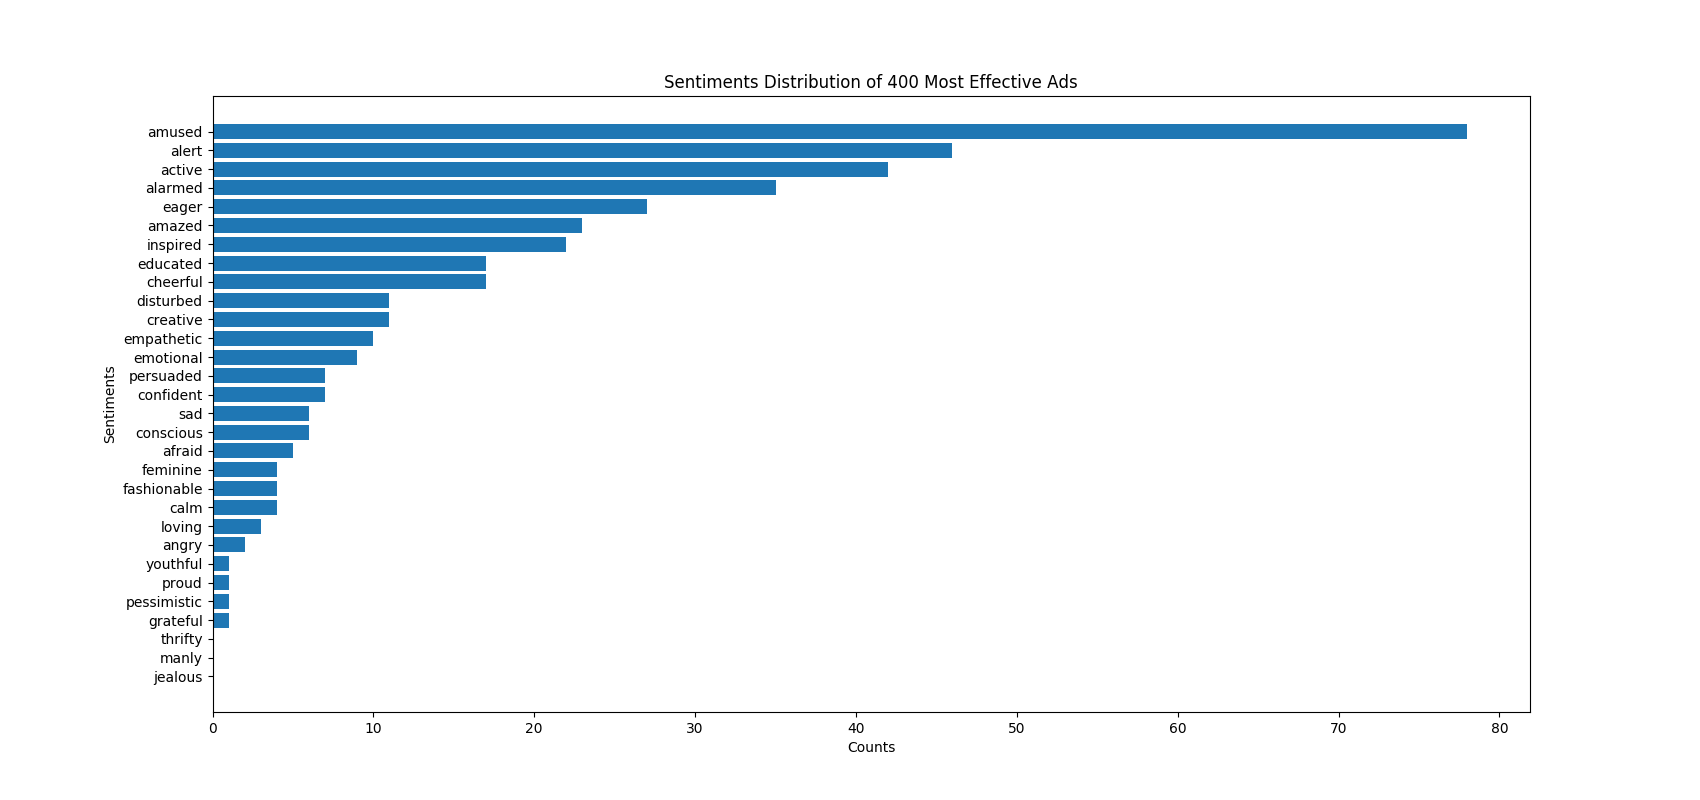 Sentiments Distribution of 400 Most Effective Ads
amused
alert
active
alarmed
eager
amazed
inspired
educated
cheerful
disturbed
creative
empathetic
emotional
persuaded
confident
sad
conscious
afraid
feminine
fashionable
calm
loving
angry
youthful
proud
pessimistic
grateful
thrifty
manly
jealous
Sentiments
0 10 20 30 40 50 60 70 80
Counts